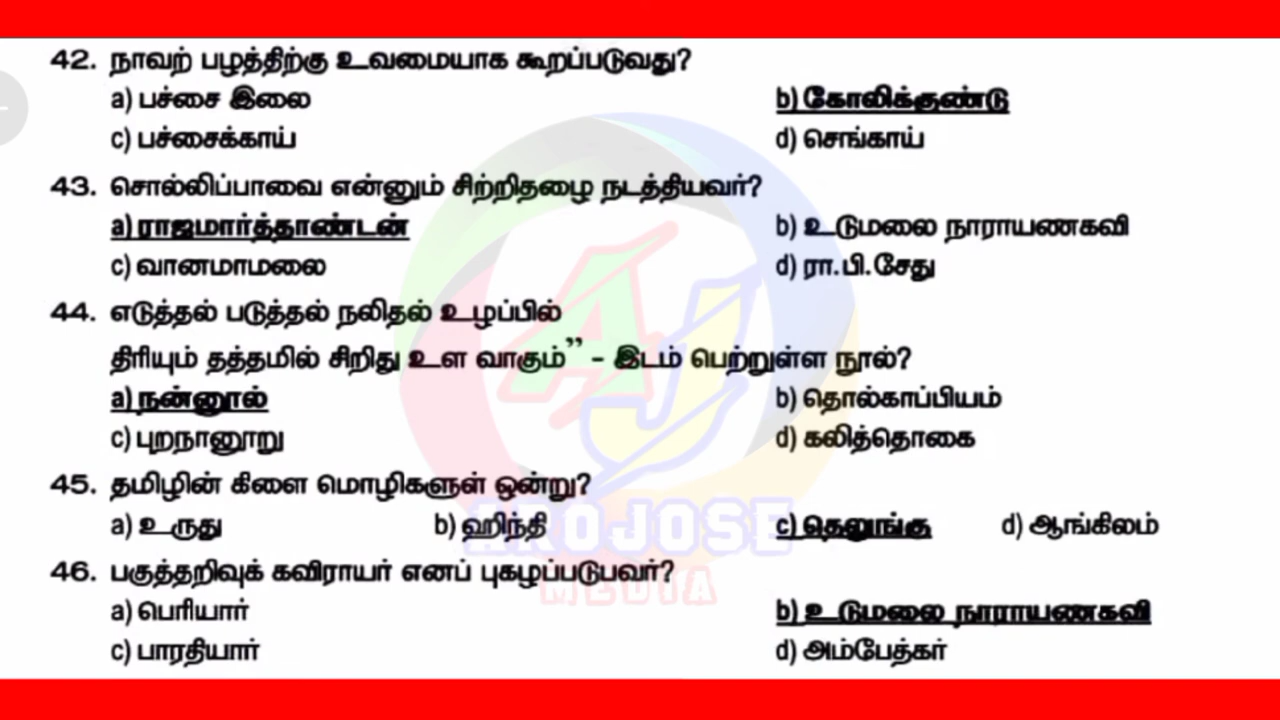 42. நாவற் பழத்திற்கு உவமையாக கூறப்படுவது?
a) பச்சை இலை b) கோலிக்குண்டு
c) பச்சைக்காய் d) செங்காய்
43. சொல்லிப்பாவை என்னும் சிற்றிதழை நடத்தியவர்?
a) ராஜமார்த்தாண்டன் b) உடுமலை நாராயணகவி
c) வானமாமலை d) ரா.பி.சேது
44. எடுத்தல் படுத்தல் நலிதல் உழப்பில்
திரியும் தத்தமில் சிறிது உள வாகும்” – இடம் பெற்றுள்ள நூல்?
a) நன்னூல் b) தொல்காப்பியம்
c) புறநானூறு d) கலித்தொகை
45. தமிழின் கிளை மொழிகளுள் ஒன்று?
a) உருது b) ஹிந்தி c) தெலுங்கு d) ஆங்கிலம்
46. பகுத்தறிவுக் கவிராயர் எனப் புகழப்படுபவர்?
a) பெரியார் b) உடுமலை நாராயணகவி
c) பாரதியார் d) அம்பேத்கர்
AJ
AROJOSE
MEDIA